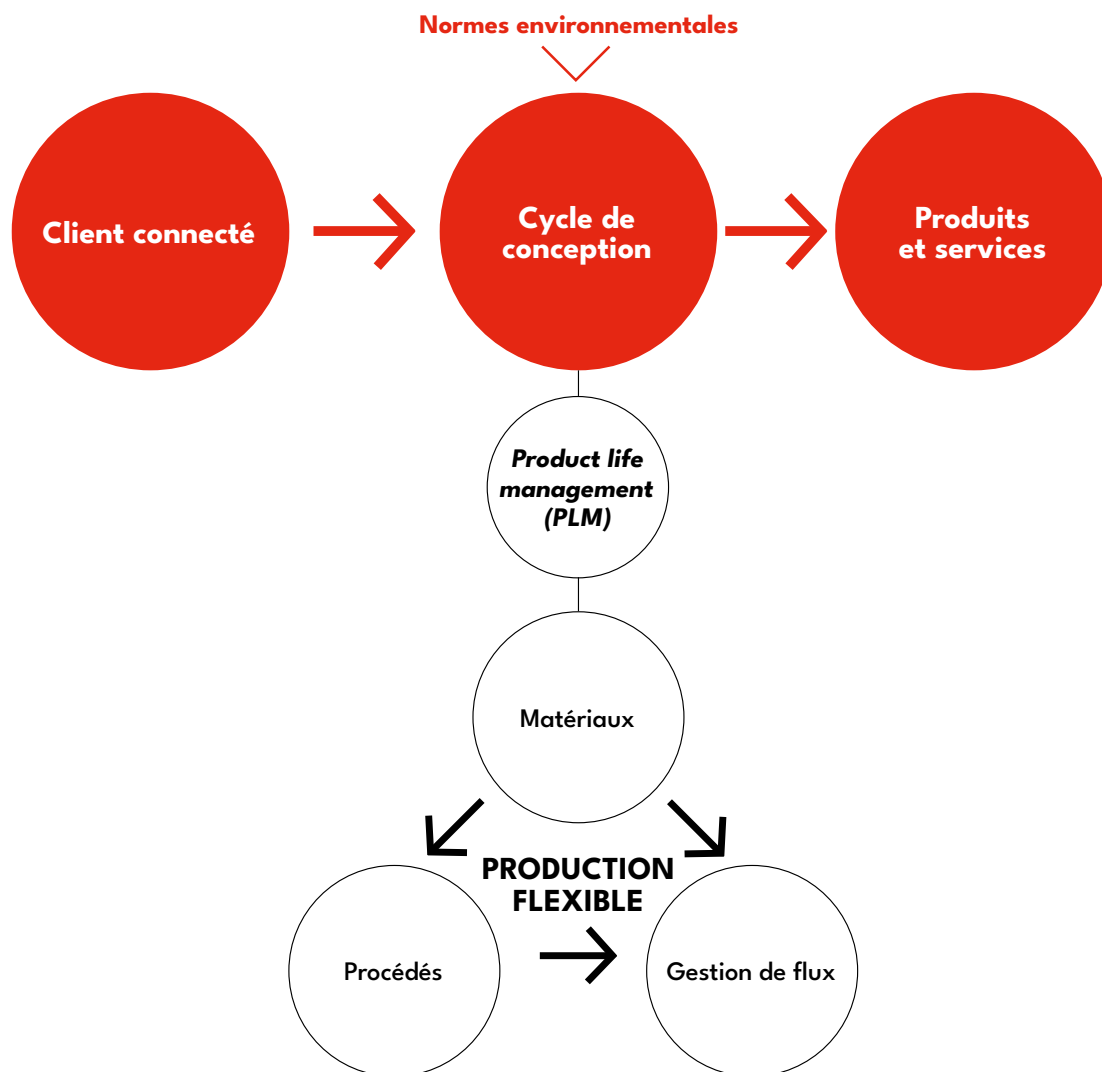 Normes environnementales
Client connecté
Cycle de
conception
Produits
et services
Product life
management
(PLM)
Matériaux
PRODUCTION
FLEXIBLE
Procédés
Gestion de flux